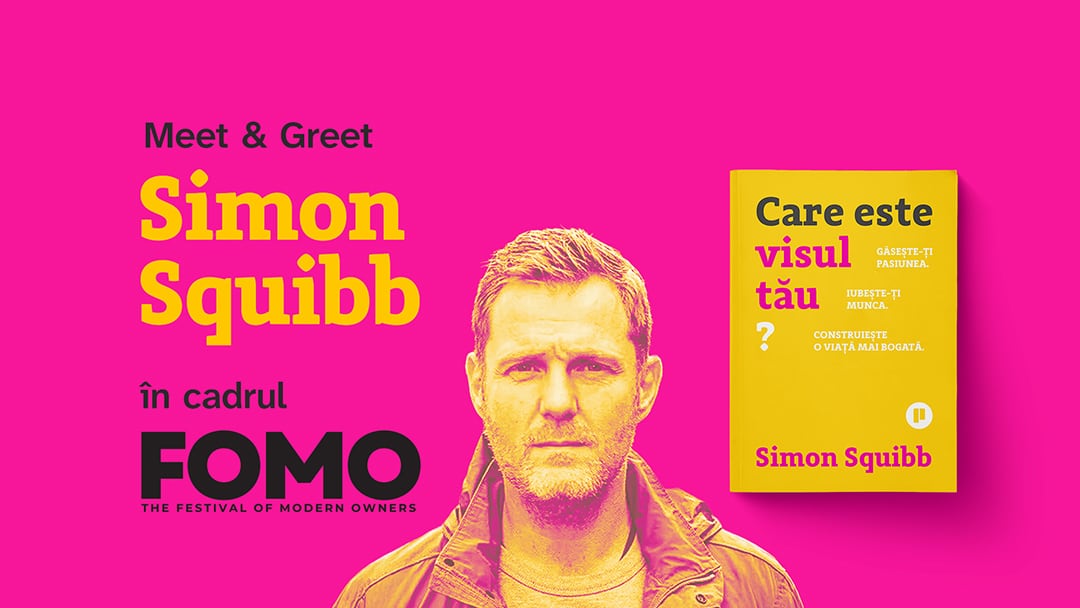 Meet & Greet
Simon
Squibb
în cadrul
FOMO
THE FESTIVAL OF MODERN OWNERS
Care este
visul
tău
?
GĂSEȘTE-ȚI
PASIUNEA.
IUBEȘTE-ȚI
MUNCA.
CONSTRUIEȘTE
O VIAȚĂ MAI BOGATĂ.
Simon Squibb